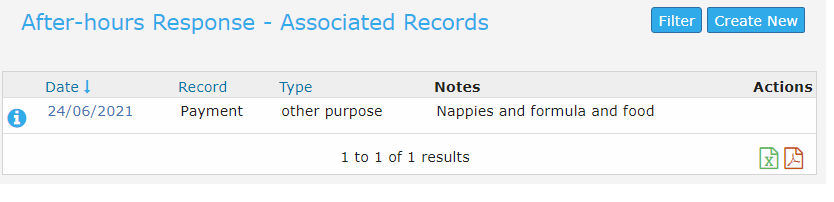 After-hours Response - Associated Records
Filter Create New
Date Record Type Notes Actions
24/06/2021 Payment other purpose Nappies and formula and food
1 to 1 of 1 results